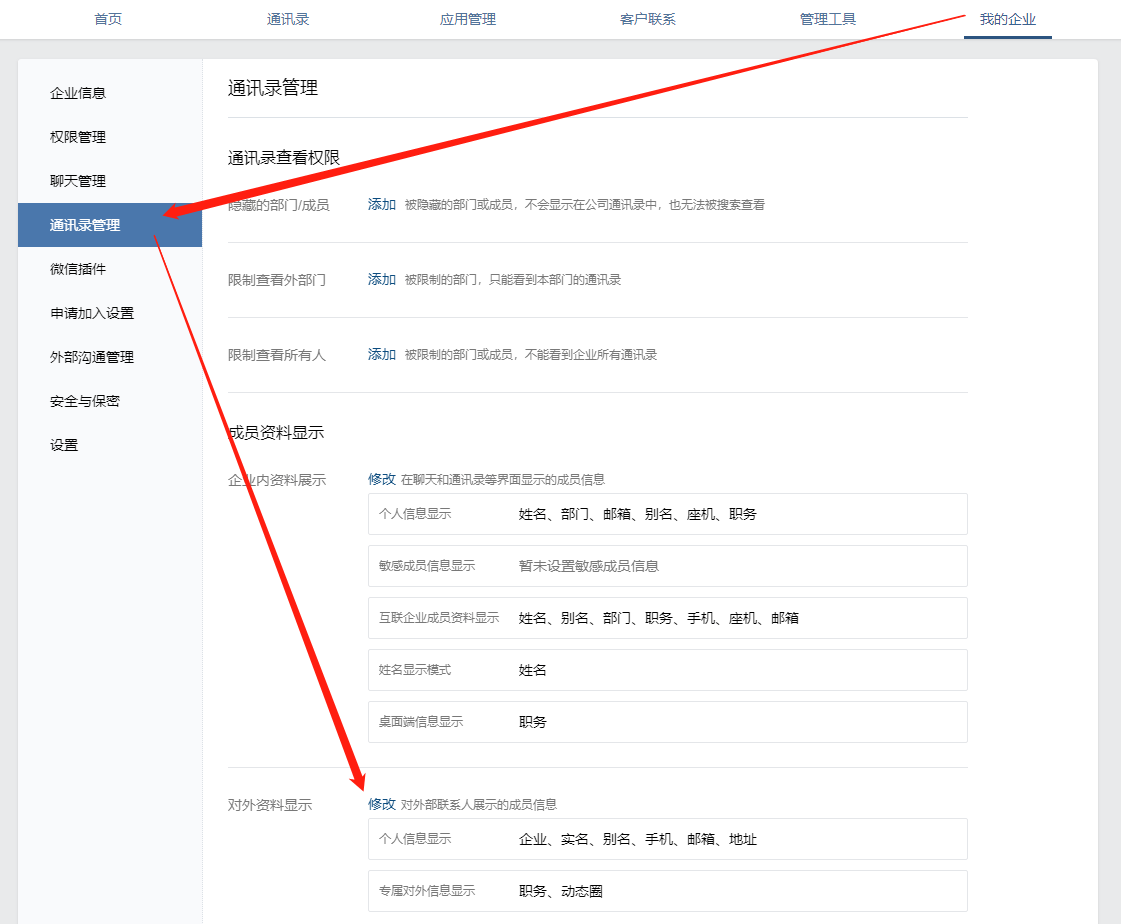 首页 通讯录 应用管理 客户联系 管理工具 我的企业
企业信息
权限管理
聊天管理
通讯录管理
微信插件
申请加入设置
外部沟通管理
安全与保密
设置
通讯录管理
通讯录查看权限
隐藏的部门/成员 添加 被隐藏的部门或成员，不会显示在公司通讯录中，也无法被搜索查看
限制查看外部门 添加 被限制的部门，只能看到本部门的通讯录
限制查看所有人 添加 被限制的部门或成员，不能看到企业所有通讯录
成员资料显示
企业内资料展示 修改 在聊天和通讯录等界面显示的成员信息
个人信息显示 姓名、部门、邮箱、别名、座机、职务
敏感成员信息显示 暂未设置敏感成员信息
互联企业成员资料显示 姓名、别名、部门、职务、手机、座机、邮箱
姓名显示模式 姓名
桌面端信息显示 职务
对外资料显示 修改 对外部联系人展示的成员信息
个人信息显示 企业、实名、别名、手机、邮箱、地址
专属对外信息显示 职务、动态圈